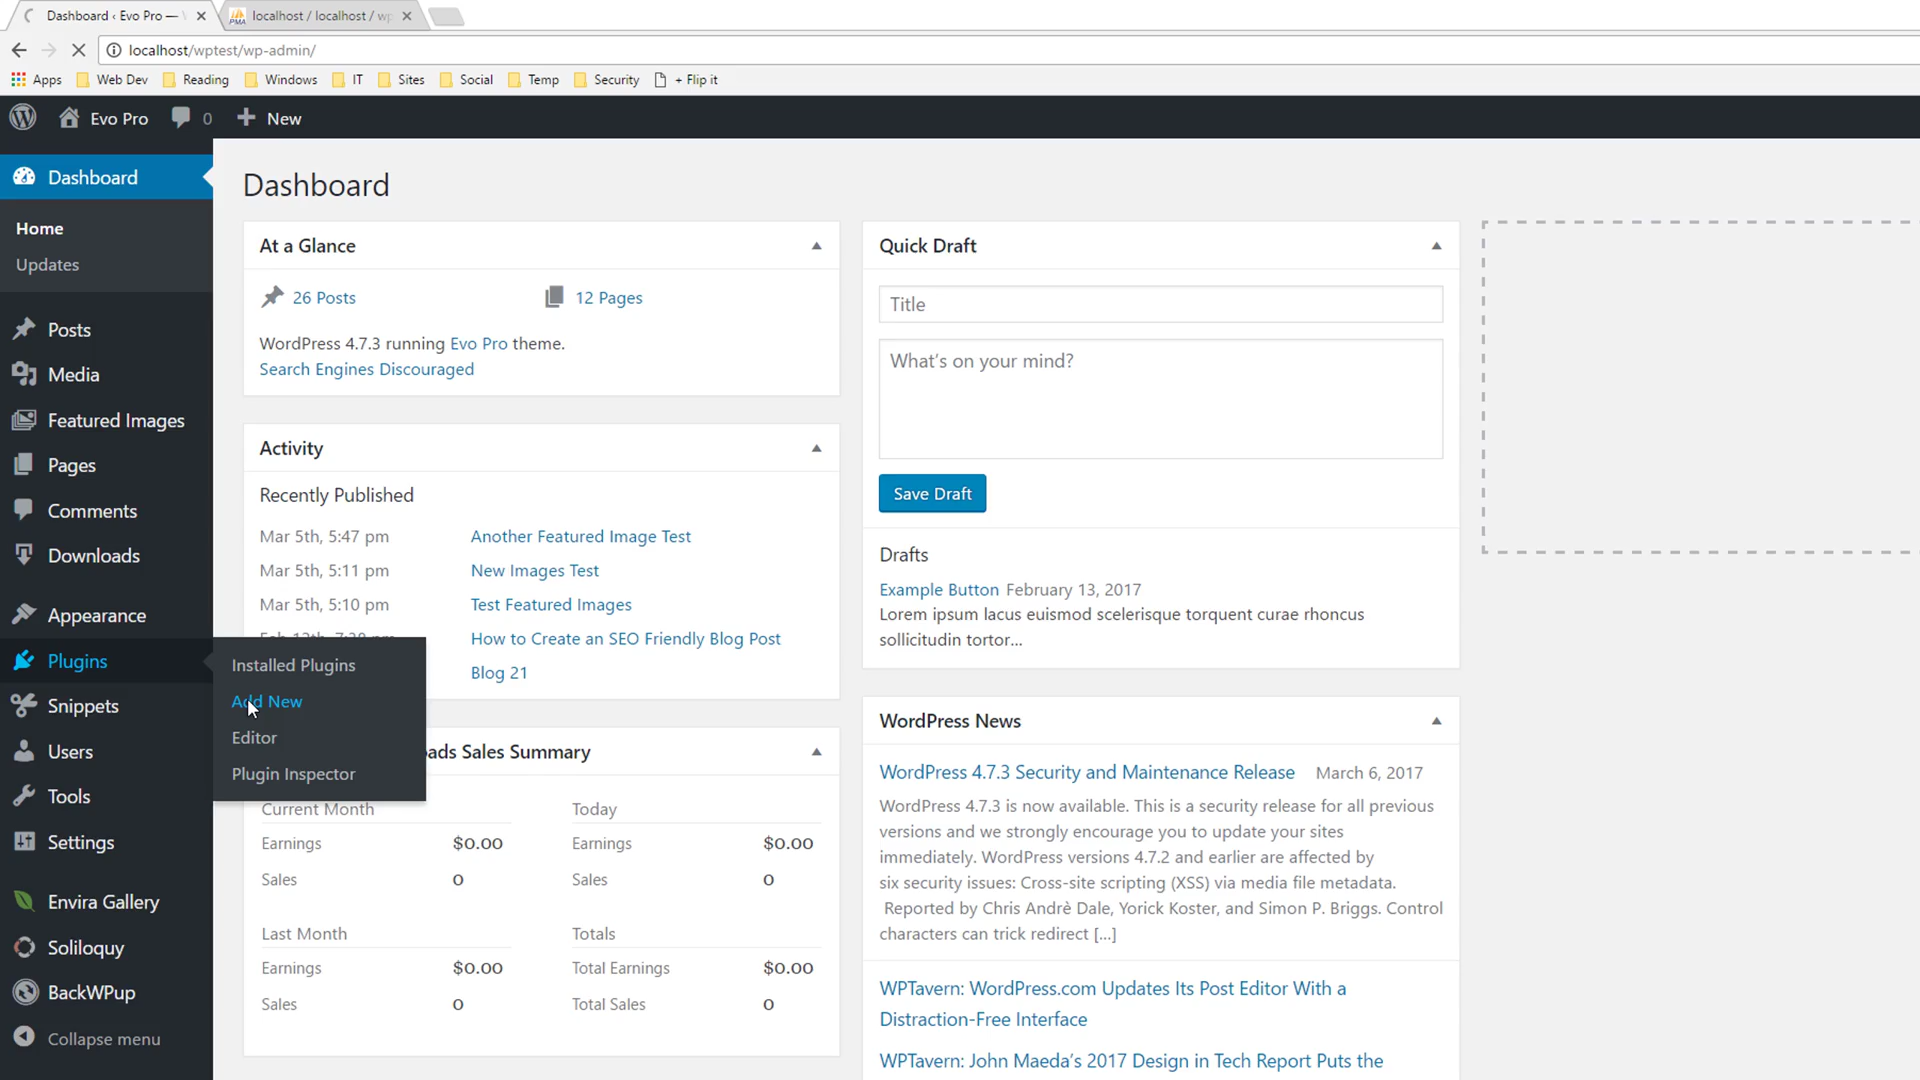 Dashboard ‹ Evo Pro —
localhost / localhost / wp
localhost/wptest/wp-admin/
Apps Web Dev Reading Windows IT Sites Social Temp Security + Flip it
Evo Pro 0 New
Dashboard
Home
Updates
Posts
Media
Featured Images
Pages
Comments
Downloads
Appearance
Plugins
Snippets
Users
Tools
Settings
Envira Gallery
Soliloquy
BackWPup
Collapse menu
Installed Plugins
Add New
Editor
Plugin Inspector
Dashboard
At a Glance
26 Posts 12 Pages
WordPress 4.7.3 running Evo Pro theme.
Search Engines Discouraged
Activity
Recently Published
Mar 5th, 5:47 pm Another Featured Image Test
Mar 5th, 5:11 pm New Images Test
Mar 5th, 5:10 pm Test Featured Images
How to Create an SEO Friendly Blog Post
Blog 21
Sales Summary
Current Month Today
Earnings $0.00 Earnings $0.00
Sales 0 Sales 0
Last Month Totals
Earnings $0.00 Total Earnings $0.00
Sales 0 Total Sales 0
Quick Draft
Title
What's on your mind?
Save Draft
Drafts
Example Button February 13, 2017
Lorem ipsum lacus euismod scelerisque torquent curae rhoncus
sollicitudin tortor...
WordPress News
WordPress 4.7.3 Security and Maintenance Release March 6, 2017
WordPress 4.7.3 is now available. This is a security release for all previous
versions and we strongly encourage you to update your sites
immediately. WordPress versions 4.7.2 and earlier are affected by
six security issues: Cross-site scripting (XSS) via media file metadata.
Reported by Chris Andrè Dale, Yorick Koster, and Simon P. Briggs. Control
characters can trick redirect [...]
WPTavern: WordPress.com Updates Its Post Editor With a
Distraction-Free Interface
WPTavern: John Maeda's 2017 Design in Tech Report Puts the